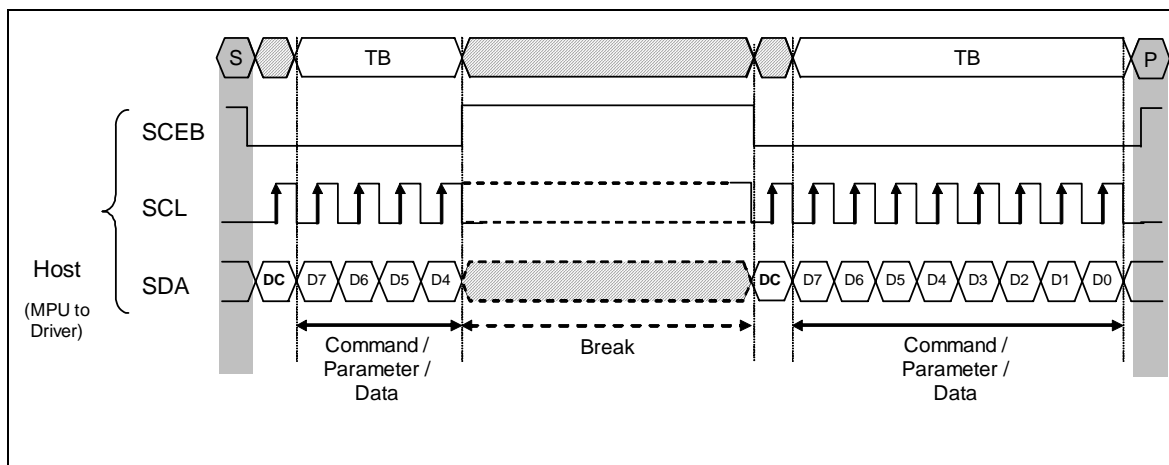 S TB TB P
SCEB
SCL
Host
(MPU to
Driver)
SDA
DC D7 D6 D5 D4 DC D7 D6 D5 D4 D3 D2 D1 D0
Command /
Parameter /
Data
Break
Command /
Parameter /
Data